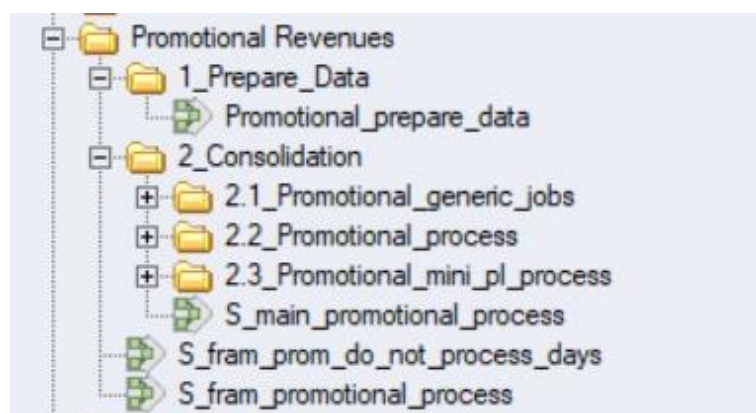 Promotional Revenues
1_Prepare_Data
Promotional_prepare_data
2_Consolidation
2.1_Promotional_generic_jobs
2.2_Promotional_process
2.3_Promotional_mini_pl_process
S_main_promotional_process
S_fram_prom_do_not_process_days
S_fram_promotional_process